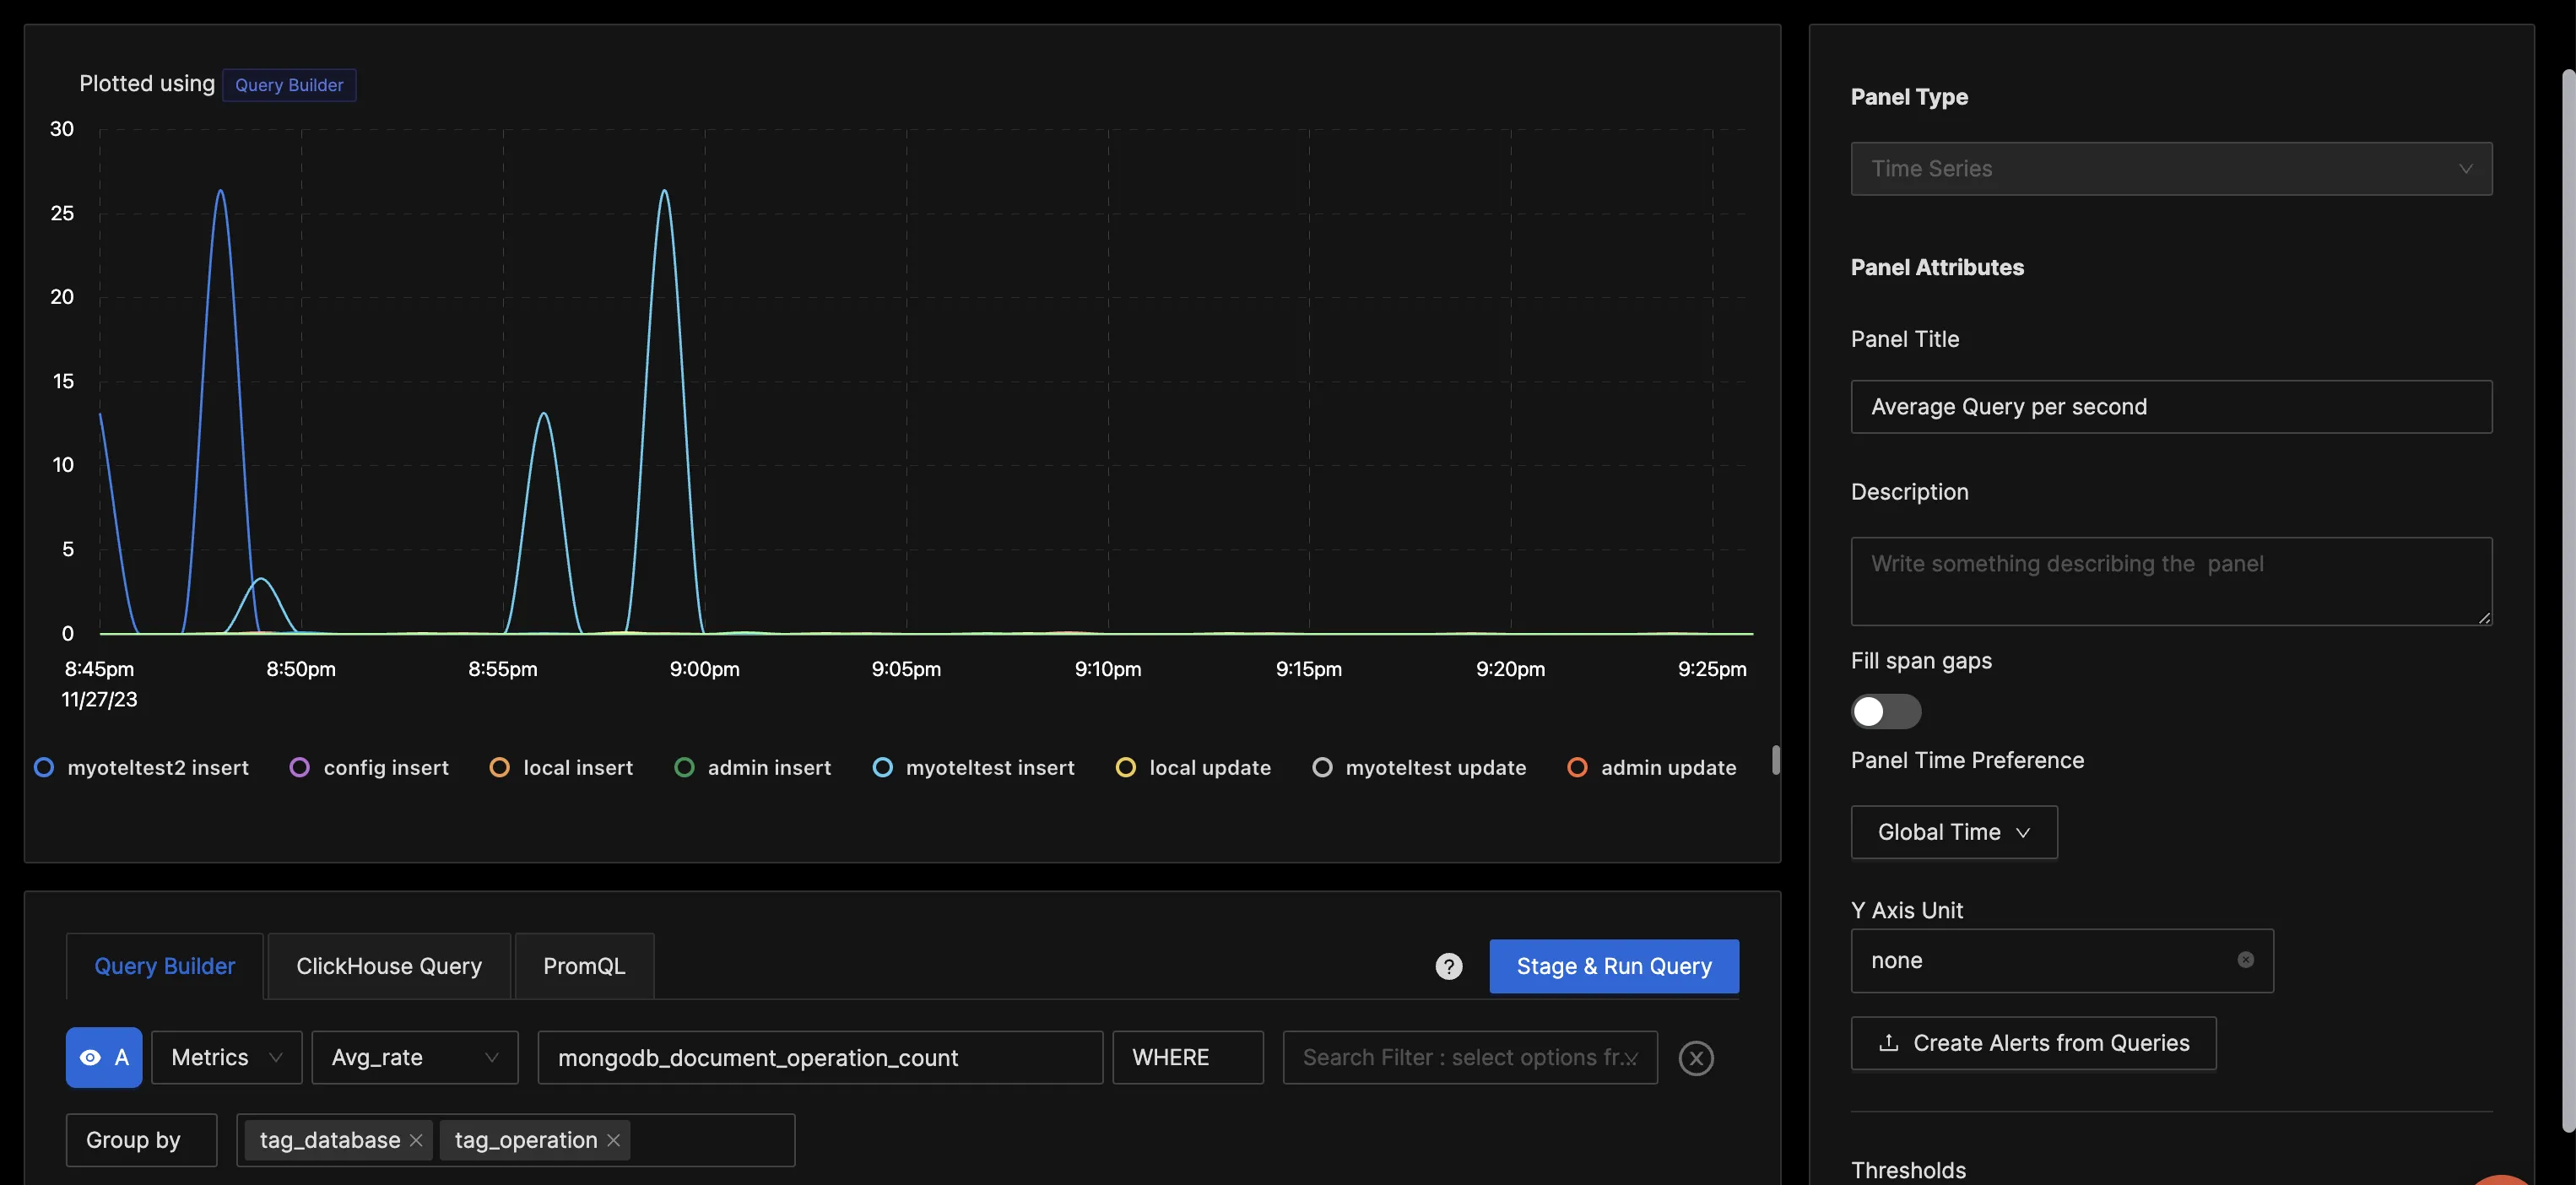 Plotted using Query Builder
30
25
20
15
10
5
0
8:45pm 8:50pm 8:55pm 9:00pm 9:05pm 9:10pm 9:15pm 9:20pm 9:25pm
11/27/23
myoteltest2 insert config insert local insert admin insert myoteltest insert local update myoteltest update admin update
Query Builder ClickHouse Query PromQL ? Stage & Run Query
A Metrics Avg_rate mongodb_document_operation_count WHERE Search Filter : select options fr...
Group by tag_database tag_operation
Panel Type
Time Series
Panel Attributes
Panel Title
Average Query per second
Description
Write something describing the panel
Fill span gaps
Panel Time Preference
Global Time
Y Axis Unit
none
Create Alerts from Queries
Thresholds